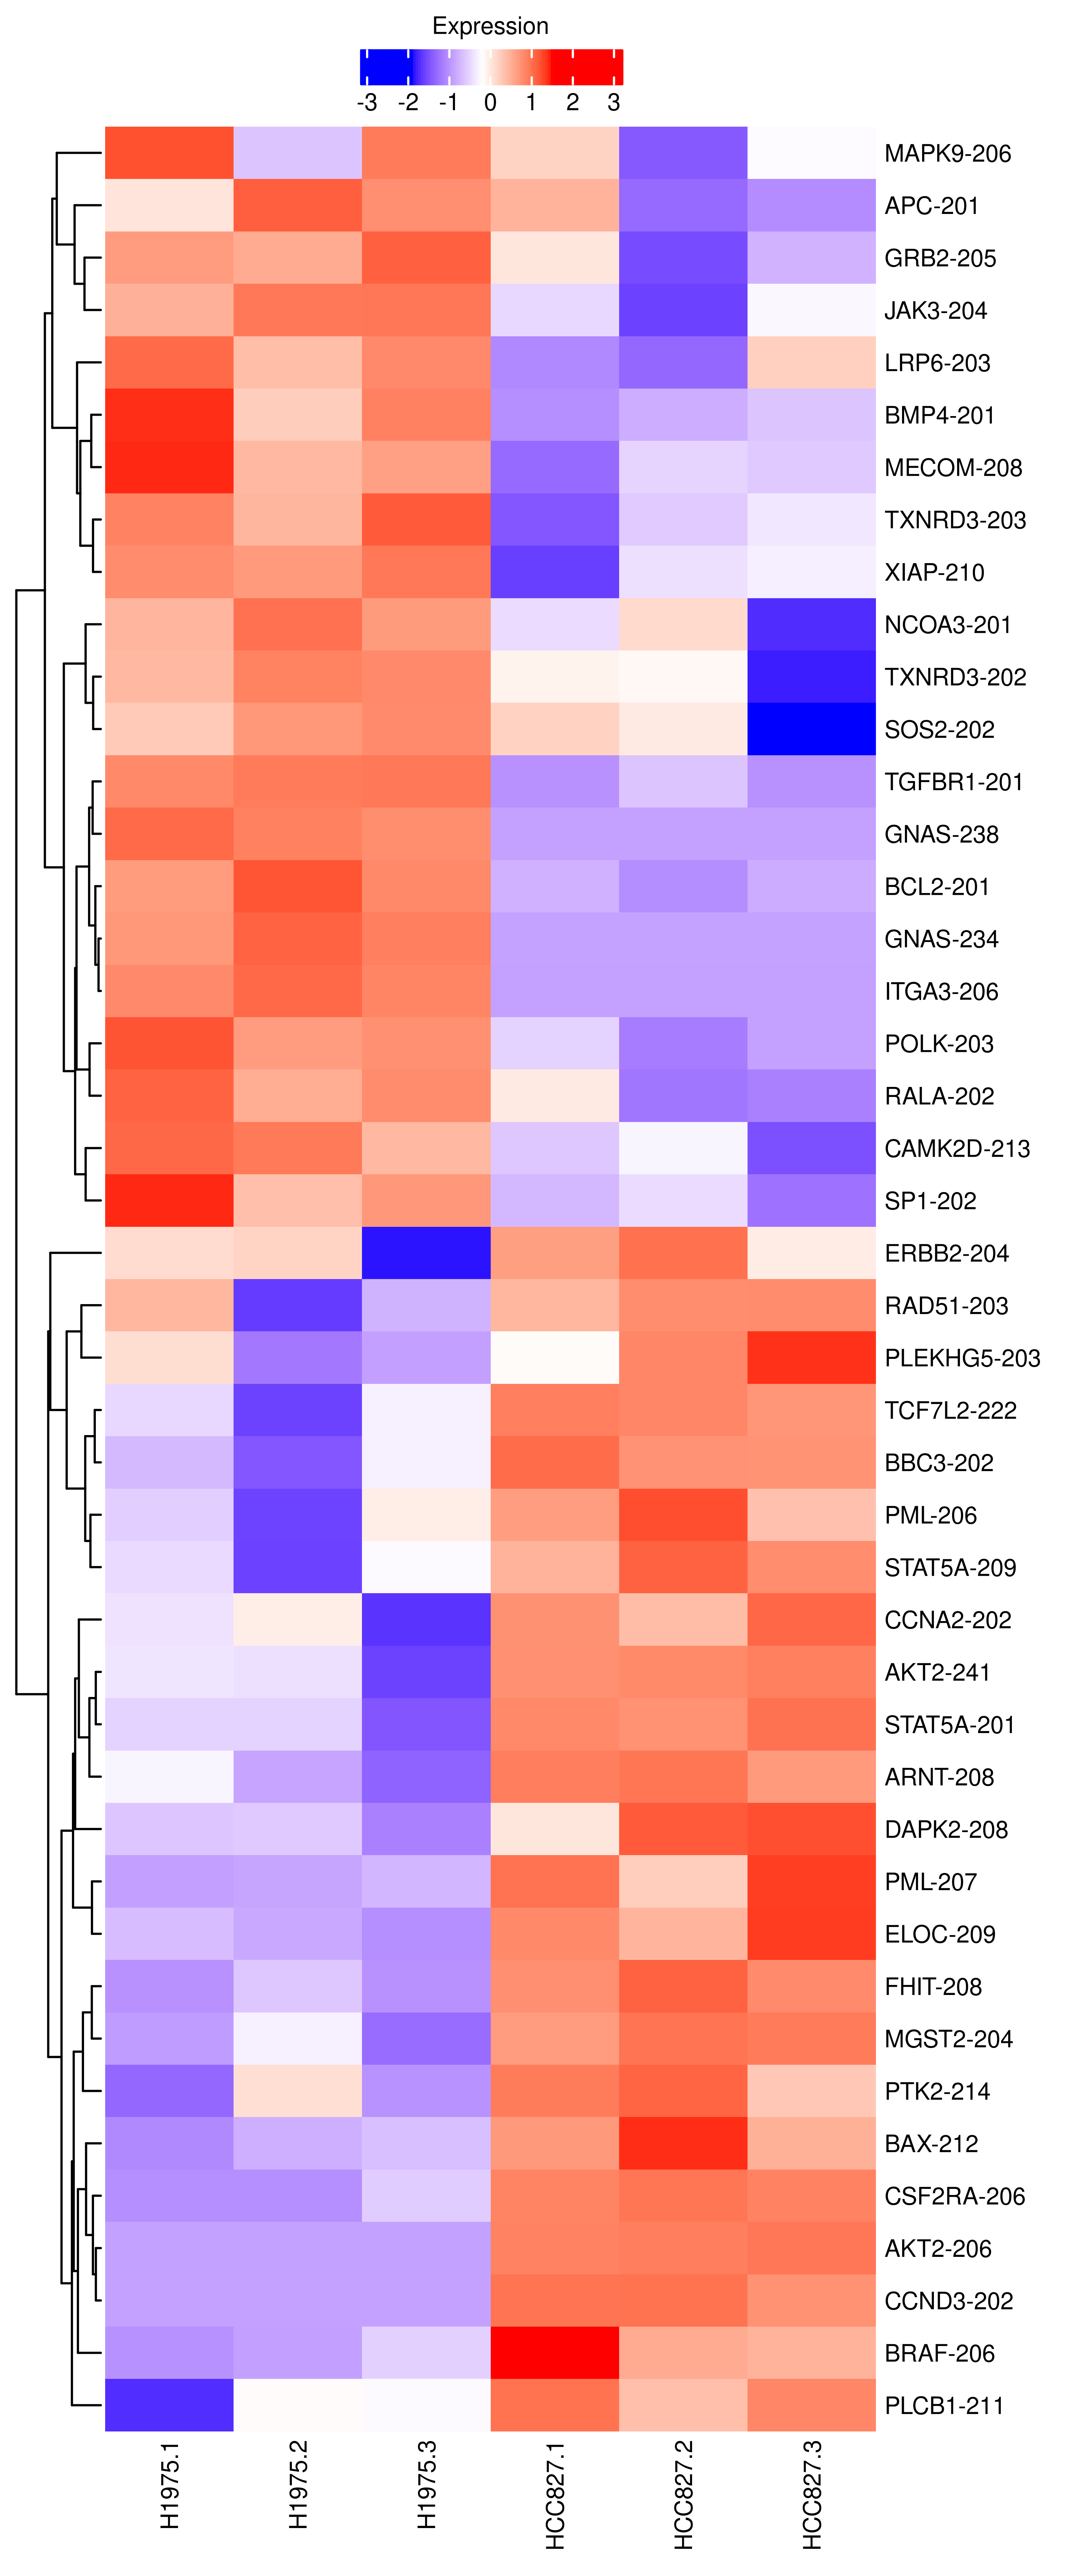 Expression
-3 -2 -1 0 1 2 3
MAPK9-206
APC-201
GRB2-205
JAK3-204
LRP6-203
BMP4-201
MECOM-208
TXNRD3-203
XIAP-210
NCOA3-201
TXNRD3-202
SOS2-202
TGFBR1-201
GNAS-238
BCL2-201
GNAS-234
ITGA3-206
POLK-203
RALA-202
CAMK2D-213
SP1-202
ERBB2-204
RAD51-203
PLEKHG5-203
TCF7L2-222
BBC3-202
PML-206
STAT5A-209
CCNA2-202
AKT2-241
STAT5A-201
ARNT-208
DAPK2-208
PML-207
ELOC-209
FHIT-208
MGST2-204
PTK2-214
BAX-212
CSF2RA-206
AKT2-206
CCND3-202
BRAF-206
PLCB1-211
H1975.1
H1975.2
H1975.3
HCC827.1
HCC827.2
HCC827.3